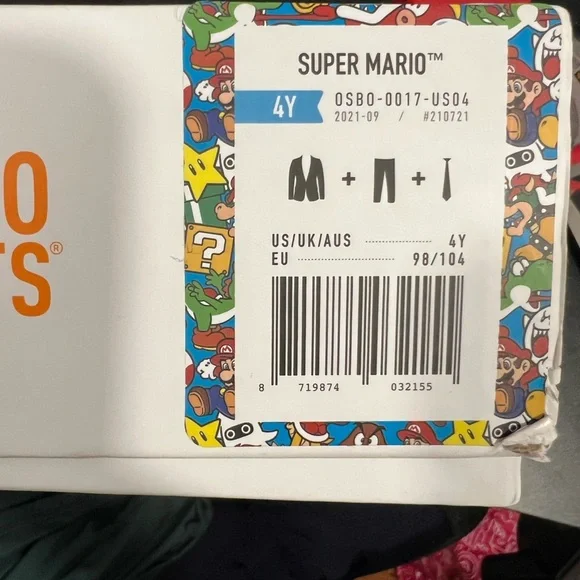 O
TS®
SUPER MARIO™
4Y
OSBO-0017-US04
2021-09 / #210721
+ +
US/UK/AUS 4Y
EU 98/104
8 719874 032155